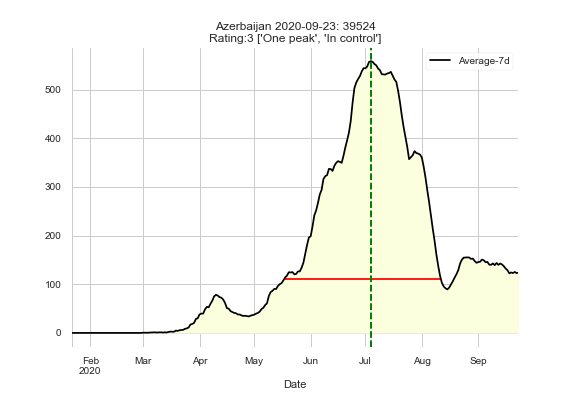 Azerbaijan 2020-09-23: 39524
Rating:3 ['One peak', 'In control']
Average-7d
500
400
300
200
100
0
Feb
2020
Mar
Apr
May
Jun
Jul
Aug
Sep
Date